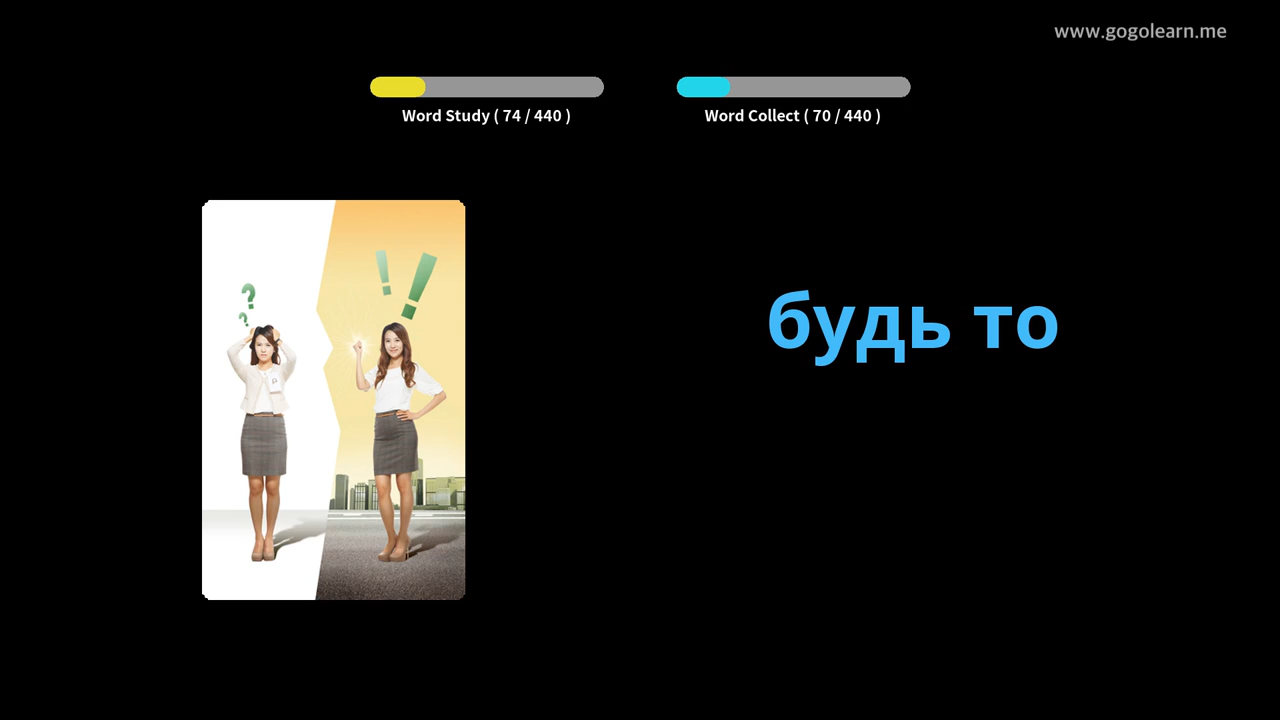 www.gogolearn.me
Word Study ( 74 / 440 )
Word Collect ( 70 / 440 )
? ?
! !
будь то